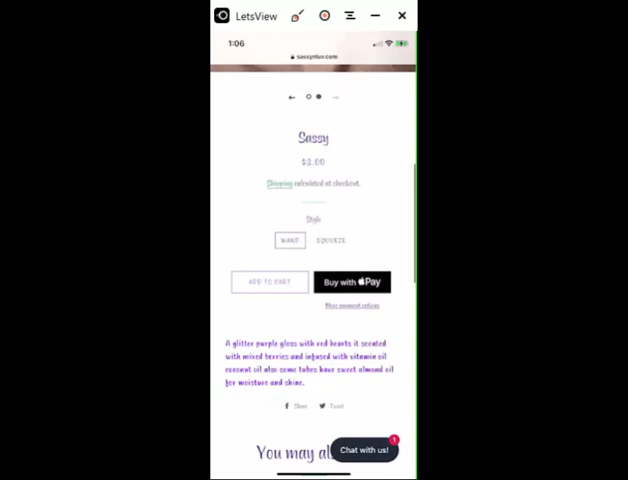 LetsView
1:06
sassynluv.com
Sassy
$3.00
Shipping calculated at checkout.
Style
WAND
SQUEEZE
ADD TO CART
Buy with Pay
More payment options
A glitter purple gloss with red hearts it scented
with mixed berries and infused with vitamin oil
coconut oil also some tubes have sweet almond oil
for moisture and shine.
Share
Tweet
You may al
Chat with us!
1